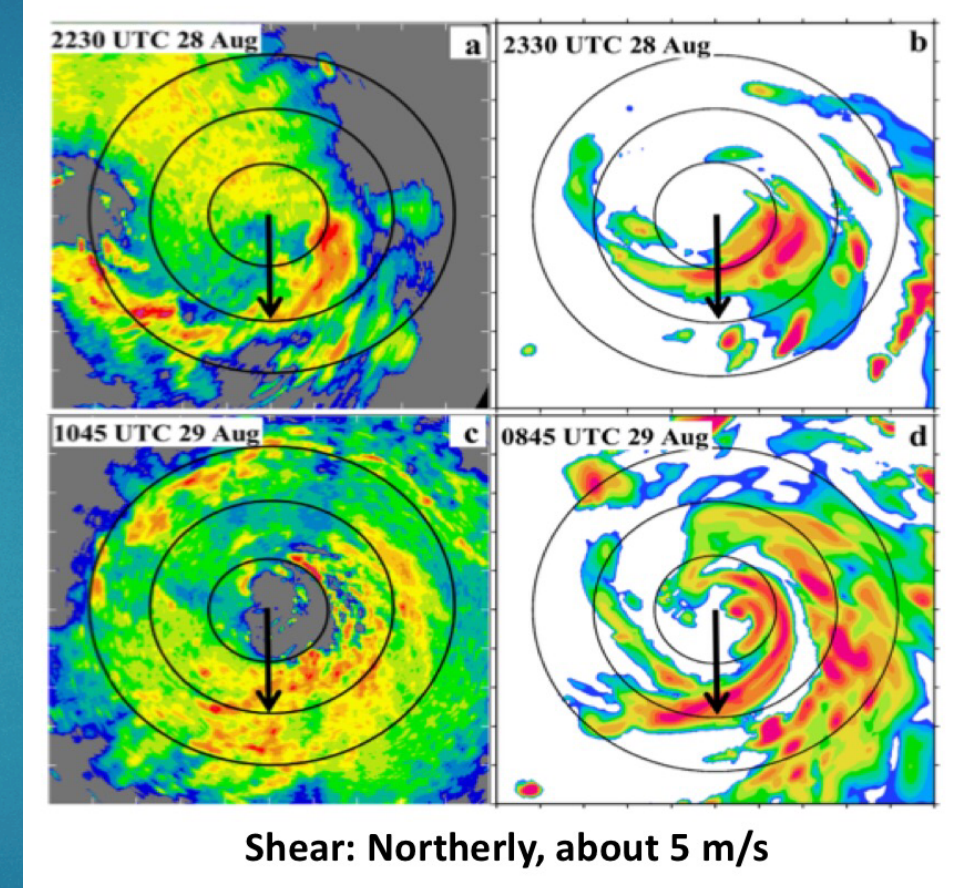 2230 UTC 28 Aug
a
2330 UTC 28 Aug
b
1045 UTC 29 Aug
c
0845 UTC 29 Aug
d
Shear: Northerly, about 5 m/s